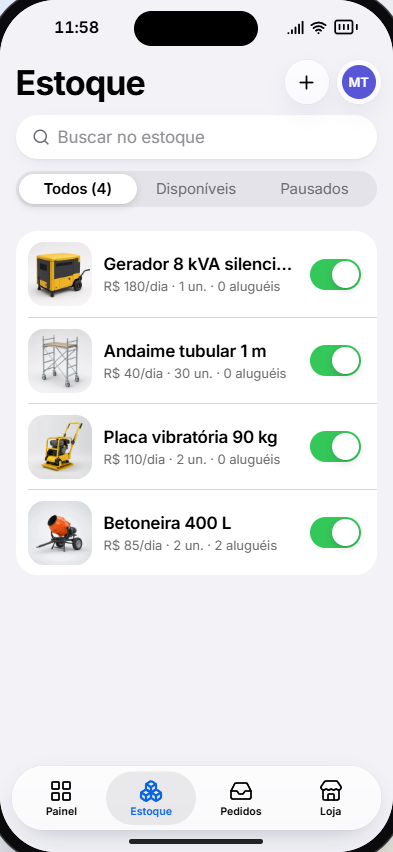 11:58
Estoque
MT
Buscar no estoque
Todos (4) Disponíveis Pausados
Gerador 8 kVA silenci...
R$ 180/dia · 1 un. · 0 aluguéis
Andaime tubular 1 m
R$ 40/dia · 30 un. · 0 aluguéis
Placa vibratória 90 kg
R$ 110/dia · 2 un. · 0 aluguéis
Betoneira 400 L
R$ 85/dia · 2 un. · 2 aluguéis
Painel Estoque Pedidos Loja